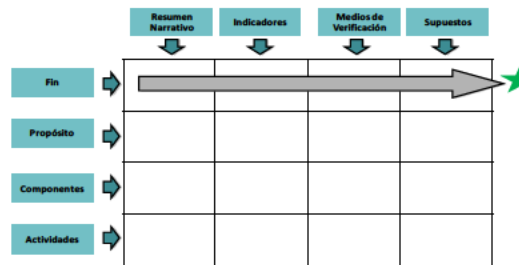 Resumen
Narrativo
Indicadores
Medios de
Verificación
Supuestos
Fin
Propósito
Componentes
Actividades